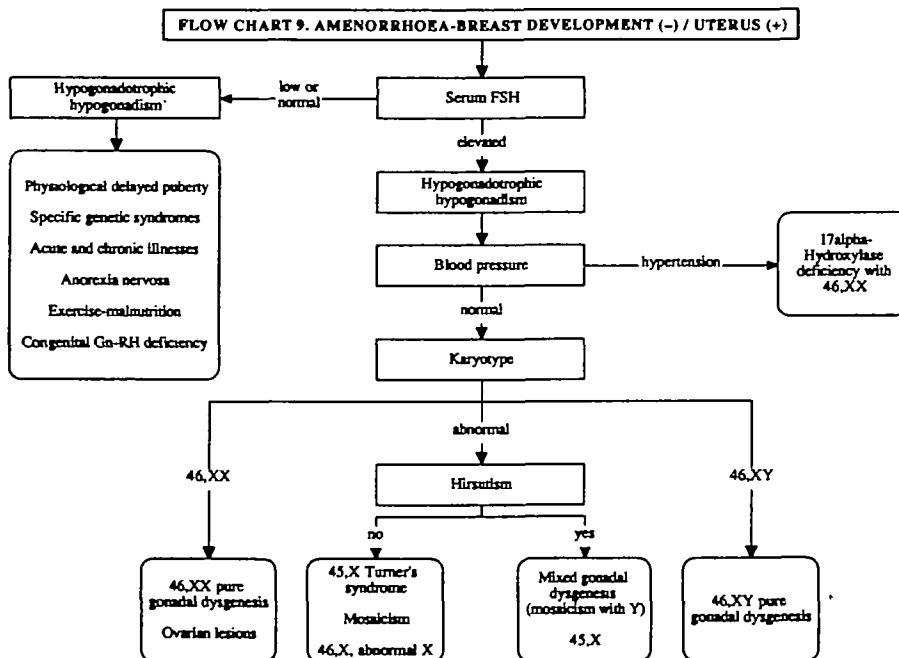 FLOW CHART 9. AMENORRHOEA-BREAST DEVELOPMENT (–) / UTERUS (+)
Hypogonadotrophic
hypogonadism
low or
normal
Serum FSH
elevated
Physiological delayed puberty
Specific genetic syndromes
Acute and chronic illnesses
Anorexia nervosa
Exercise-malnutrition
Congenital Gn-RH deficiency
Hypogonadotrophic
hypogonadism
Blood pressure
hypertension
17alpha-
Hydroxylase
deficiency with
46,XX
normal
Karyotype
46,XX
abnormal
46,XY
Hirsutism
no
yes
46,XX pure
gonadal dysgenesis
Ovarian lesions
45,X Turner's
syndrome
Mosaicism
46,X, abnormal X
Mixed gonadal
dysgenesis
(mosaicism with Y)
45,X
46,XY pure
gonadal dysgenesis